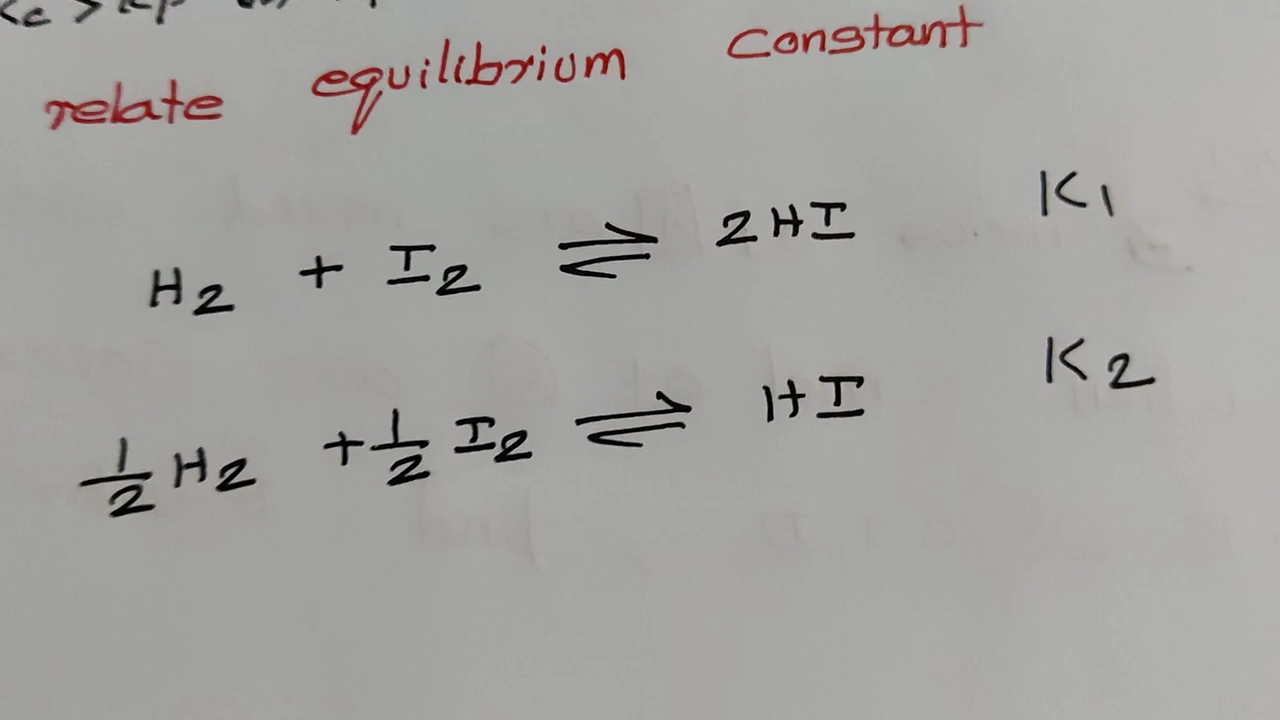 relate equilibrium constant
H2 + I2 ⇌ 2HI K1
1/2 H2 + 1/2 I2 ⇌ HI K2